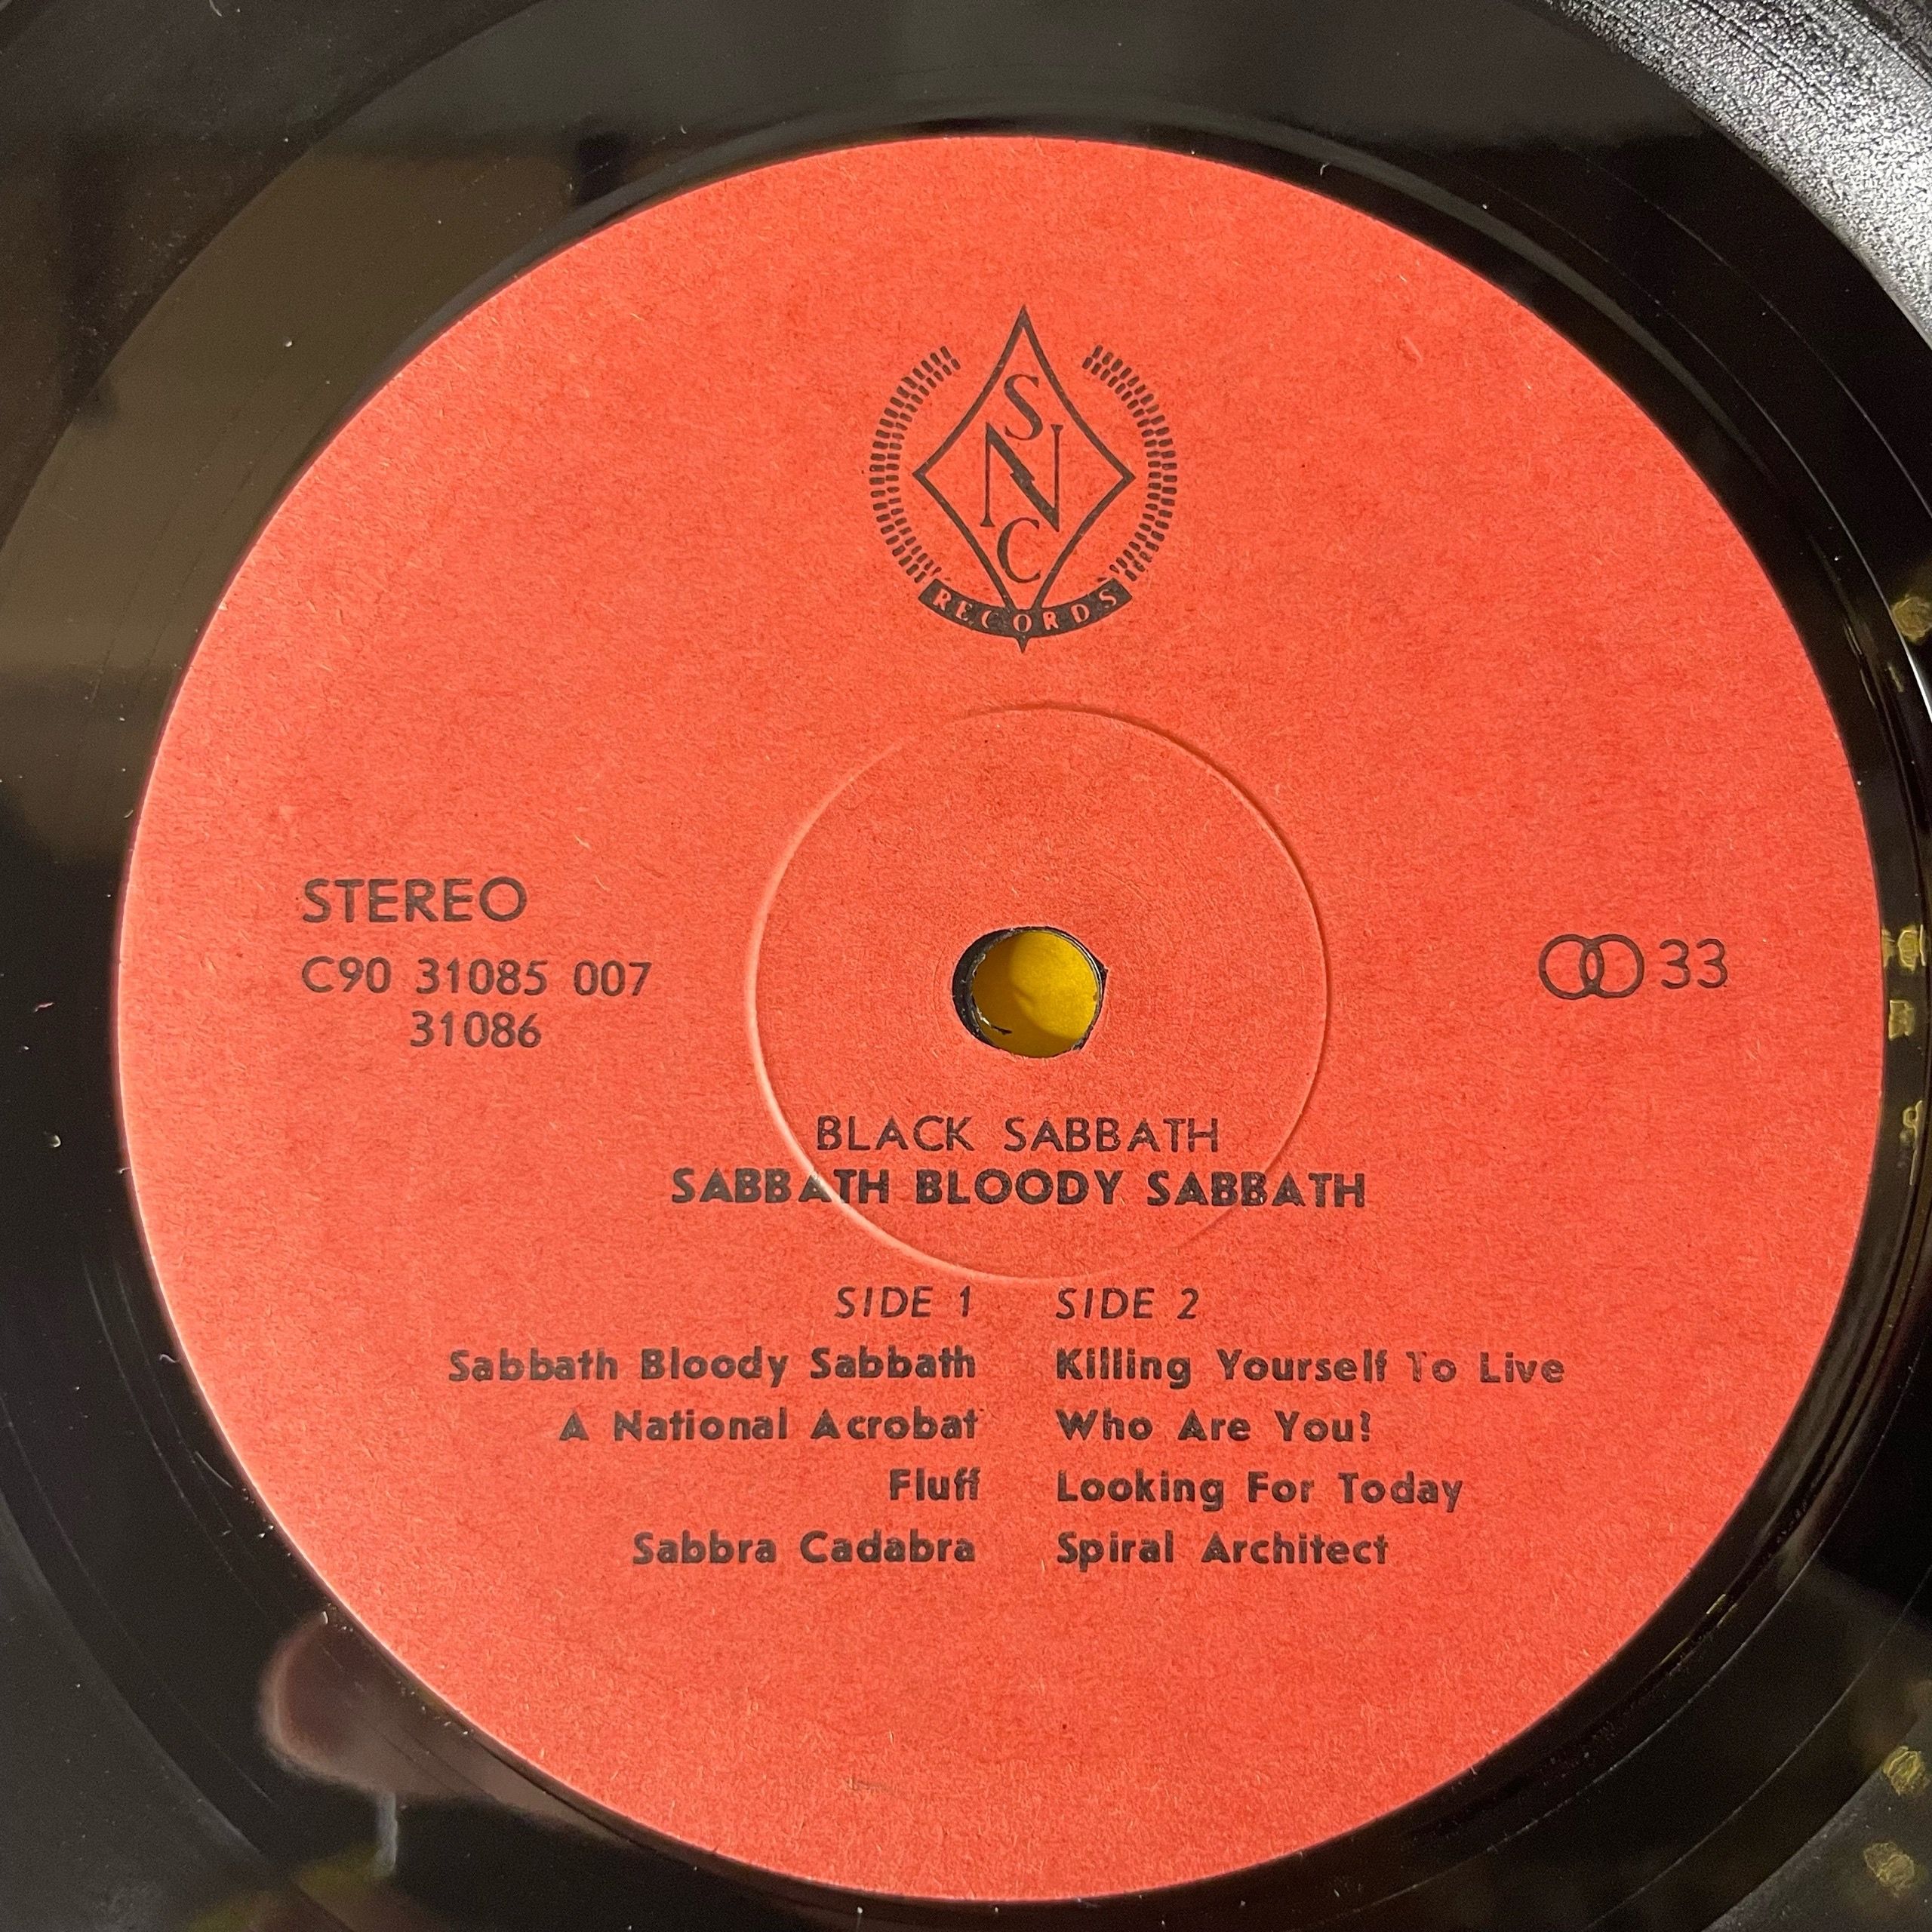 SNC
RECORDS
STEREO
C90 31085 007
31086
33
BLACK SABBATH
SABBATH BLOODY SABBATH
SIDE 1 SIDE 2
Sabbath Bloody Sabbath Killing Yourself To Live
A National Acrobat Who Are You?
Fluff Looking For Today
Sabbra Cadabra Spiral Architect